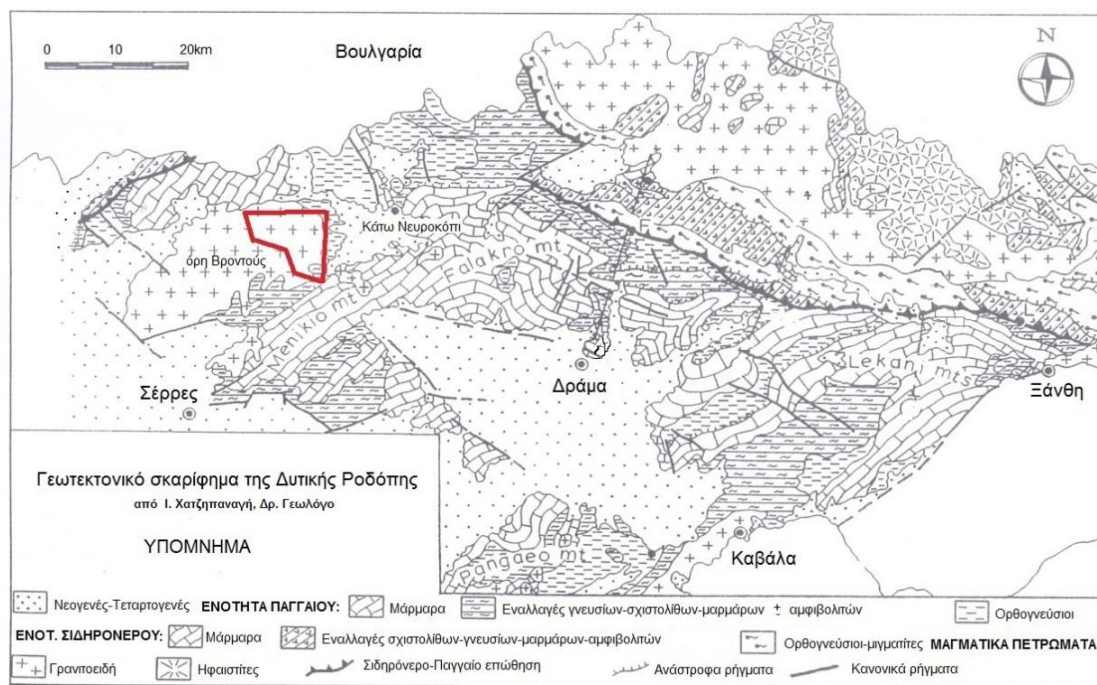 0 10 20km
Βουλγαρία
N
Κάτω Νευροκόπι
όρη Βροντούς
Falakro mt
Menikio mt
Lekani mts
Σέρρες
Δράμα
Ξάνθη
Γεωτεκτονικό σκαρίφημα της Δυτικής Ροδόπης
από Ι. Χατζηπαναγή, Δρ. Γεωλόγο
ΥΠΟΜΝΗΜΑ
Pangaeo mt
Καβάλα
Νεογενές-Τεταρτογενές ΕΝΟΤΗΤΑ ΠΑΓΓΑΙΟΥ: Μάρμαρα Εναλλαγές γνευσίων-σχιστολίθων-μαρμάρων ± αμφιβολιτών Ορθογνεύσιοι
ΕΝΟΤ. ΣΙΔΗΡΟΝΕΡΟΥ: Μάρμαρα Εναλλαγές σχιστολίθων-γνευσίων-μαρμάρων-αμφιβολιτών Ορθογνεύσιοι-μιγματίτες ΜΑΓΜΑΤΙΚΑ ΠΕΤΡΩΜΑΤΑ
Γρανιτοειδή Ηφαιστίτες Σιδηρόνερο-Παγγαίο επώθηση Ανάστροφα ρήγματα Κανονικά ρήγματα